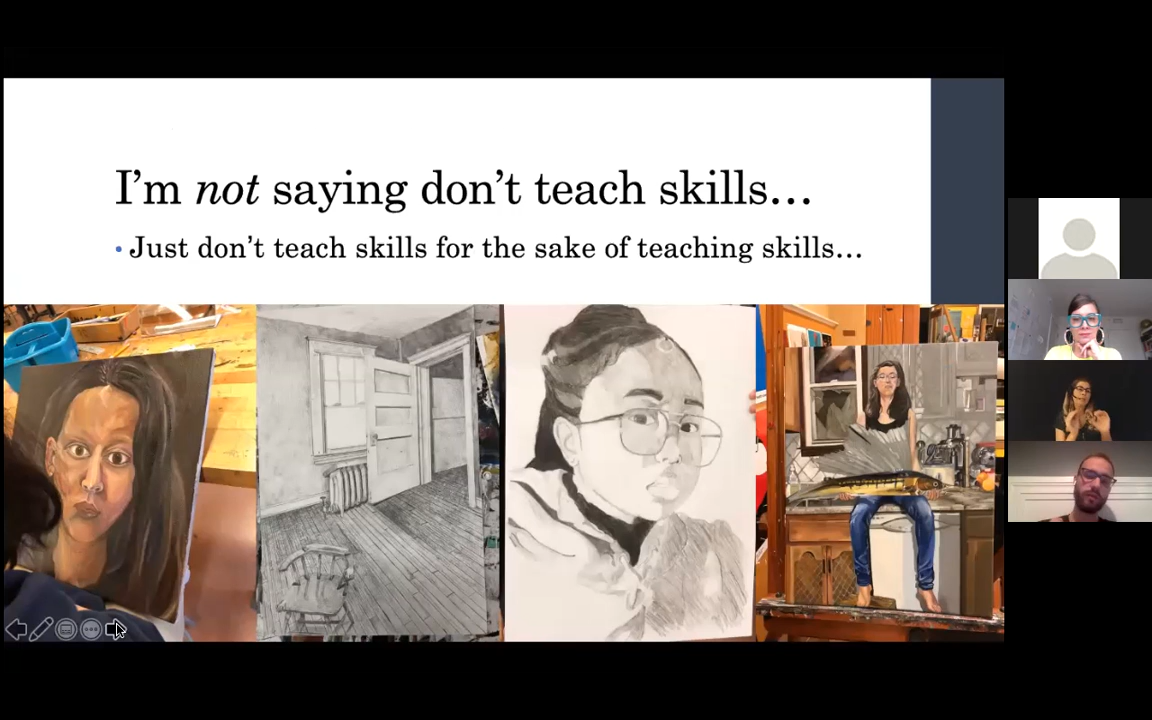 I'm not saying don't teach skills...
• Just don't teach skills for the sake of teaching skills...